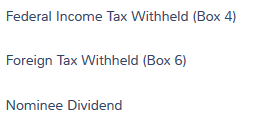 Federal Income Tax Withheld (Box 4)
Foreign Tax Withheld (Box 6)
Nominee Dividend